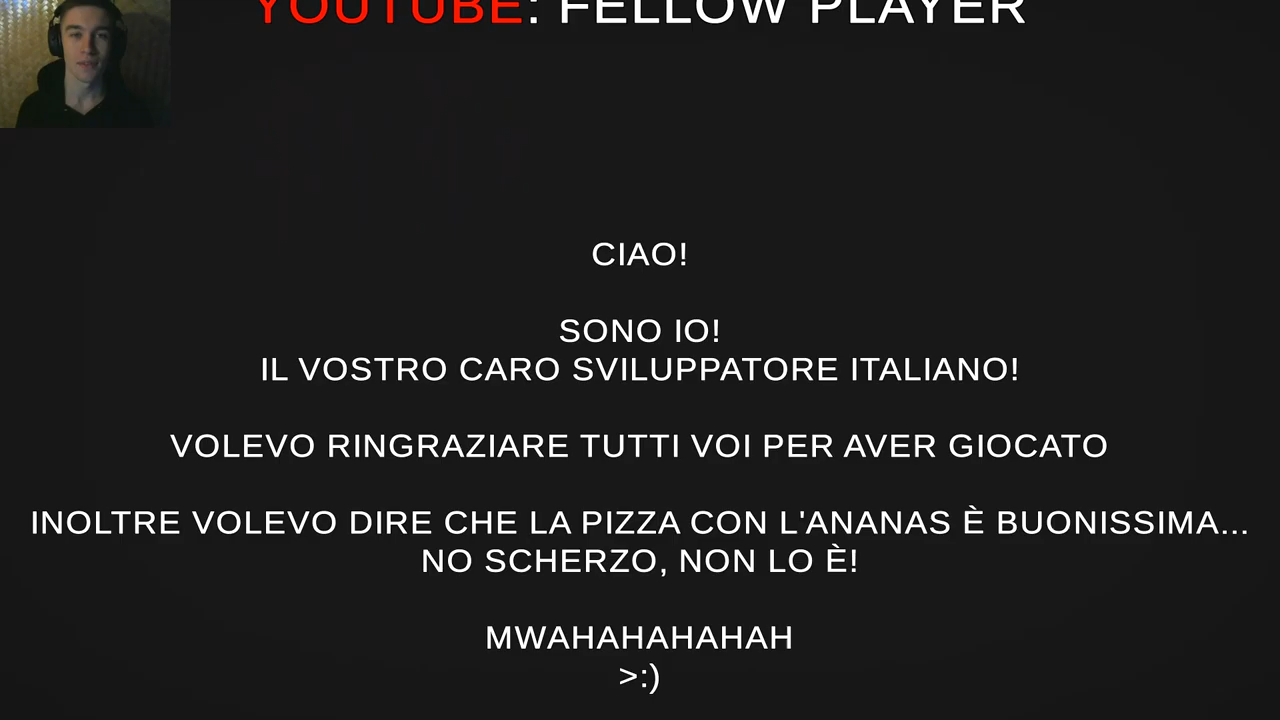 YOUTUBE: FELLOW PLAYER
CIAO!
SONO IO!
IL VOSTRO CARO SVILUPPATORE ITALIANO!
VOLEVO RINGRAZIARE TUTTI VOI PER AVER GIOCATO
INOLTRE VOLEVO DIRE CHE LA PIZZA CON L'ANANAS È BUONISSIMA...
NO SCHERZO, NON LO È!
MWAHAHAHAHAH
>:)